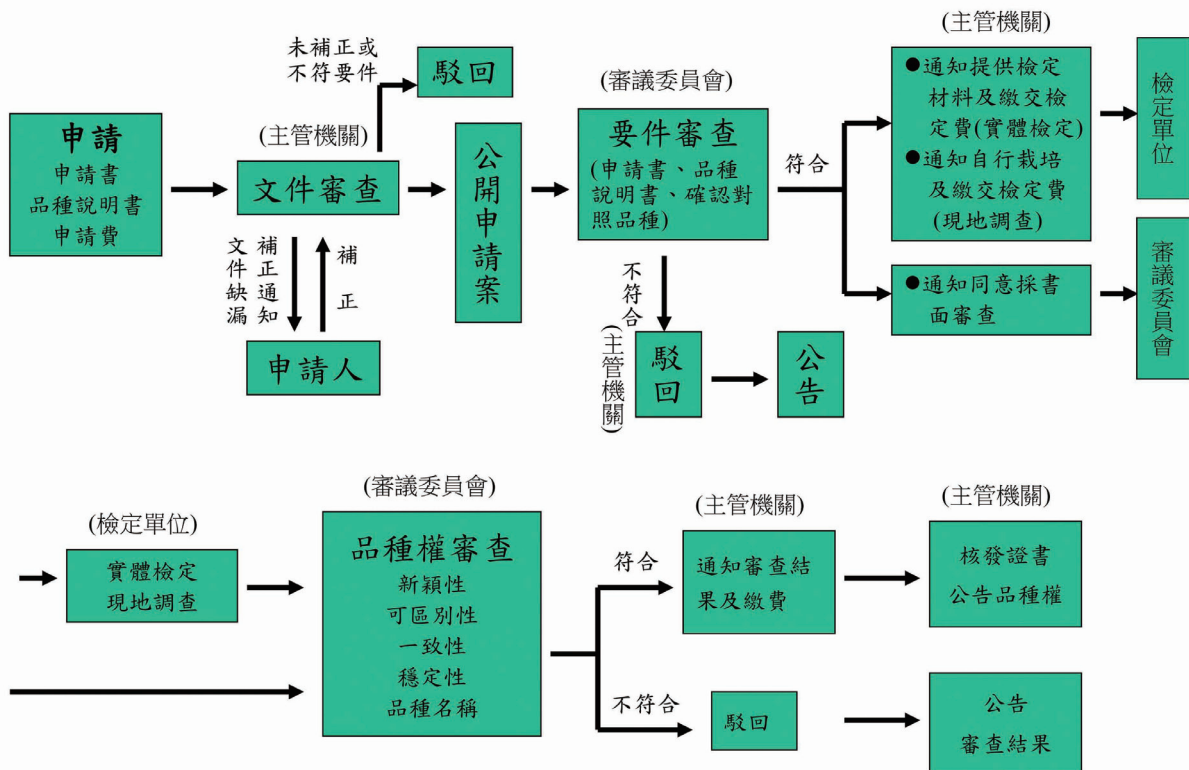 申請
申請書
品種說明書
申請費
(主管機關)
文件審查
未補正或
不符要件
駁回
文件缺漏
補正通知
補正
申請人
公開申請案
(審議委員會)
要件審查
(申請書、品種
說明書、確認對
照品種)
不符合
(主管機關)
駁回
公告
符合
(主管機關)
●通知提供檢定
材料及繳交檢
定費(實體檢定)
●通知自行栽培
及繳交檢定費
(現地調查)
檢定單位
●通知同意採書
面審查
審議委員會
(檢定單位)
實體檢定
現地調查
(審議委員會)
品種權審查
新穎性
可區別性
一致性
穩定性
品種名稱
符合
(主管機關)
通知審查結
果及繳費
(主管機關)
核發證書
公告品種權
不符合
駁回
公告
審查結果